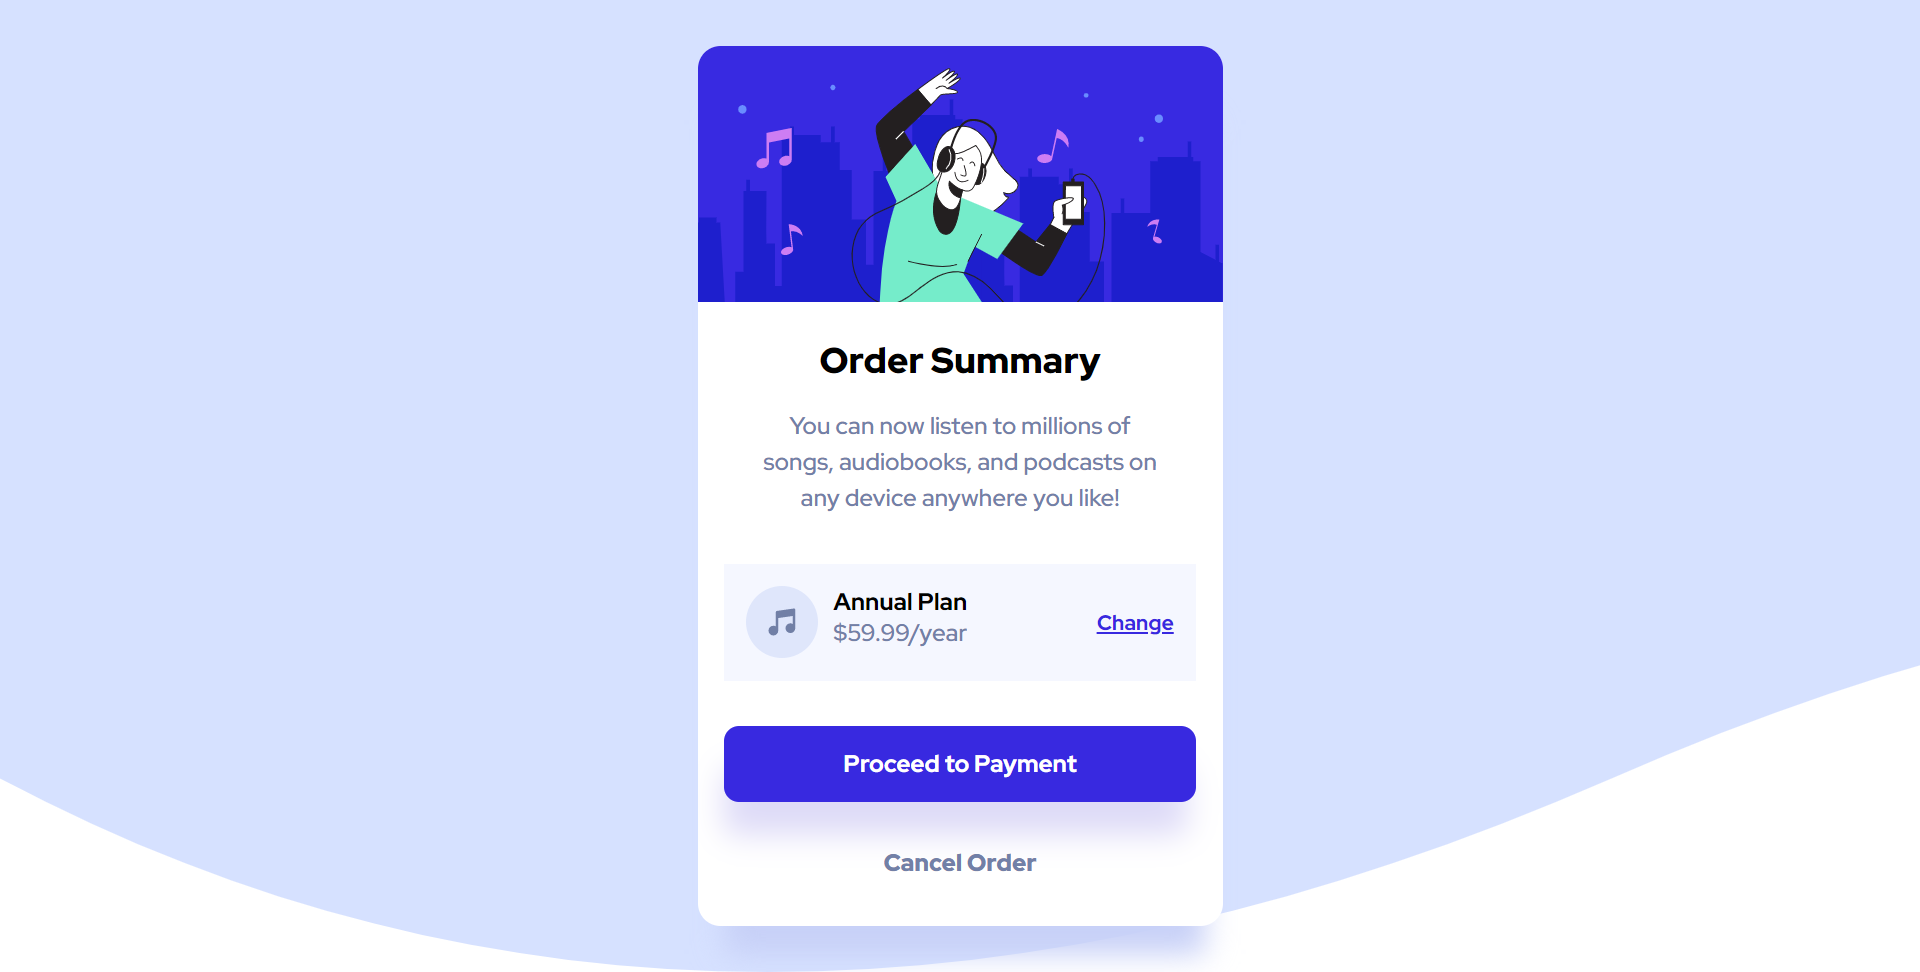 Order Summary
You can now listen to millions of
songs, audiobooks, and podcasts on
any device anywhere you like!
Annual Plan
$59.99/year
Change
Proceed to Payment
Cancel Order